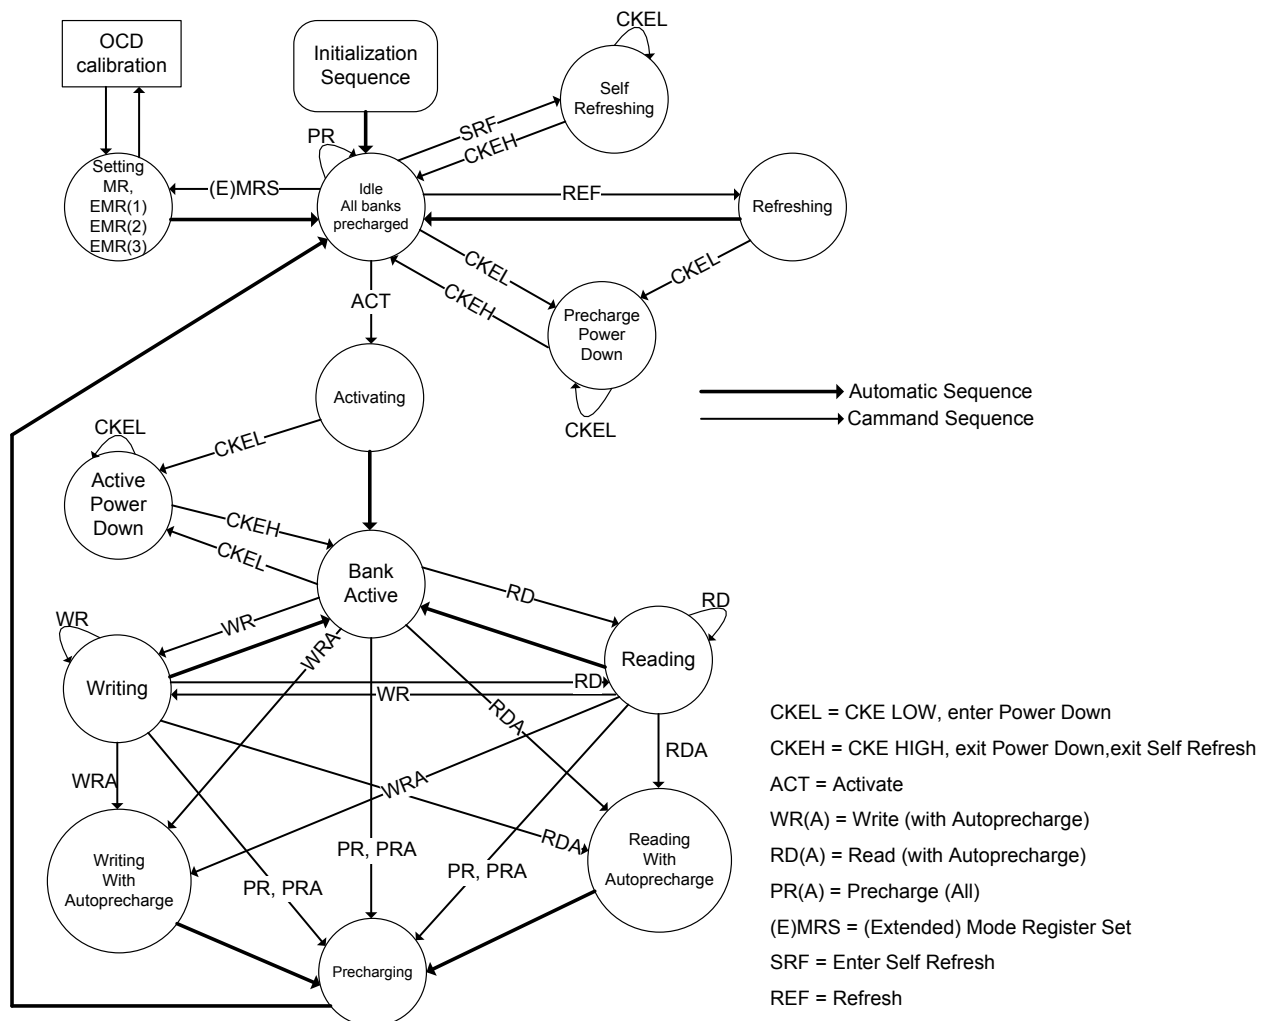 OCD
calibration
Initialization
Sequence
CKEL
Self
Refreshing
PR
SRF
CKEH
Setting
MR,
EMR(1)
EMR(2)
EMR(3)
(E)MRS
Idle
All banks
precharged
REF
Refreshing
CKEL
CKEL
CKEH
ACT
Precharge
Power
Down
CKEL
Activating
Automatic Sequence
Cammand Sequence
CKEL
CKEL
Active
Power
Down
CKEH
CKEL
Bank
Active
RD
RD
WR
WR
WRA
Reading
Writing
RD
WR
RDA
RDA
WRA
WRA
RDA
PR, PRA
PR, PRA
PR, PRA
Writing
With
Autoprecharge
Reading
With
Autoprecharge
Precharging
CKEL = CKE LOW, enter Power Down
CKEH = CKE HIGH, exit Power Down,exit Self Refresh
ACT = Activate
WR(A) = Write (with Autoprecharge)
RD(A) = Read (with Autoprecharge)
PR(A) = Precharge (All)
(E)MRS = (Extended) Mode Register Set
SRF = Enter Self Refresh
REF = Refresh